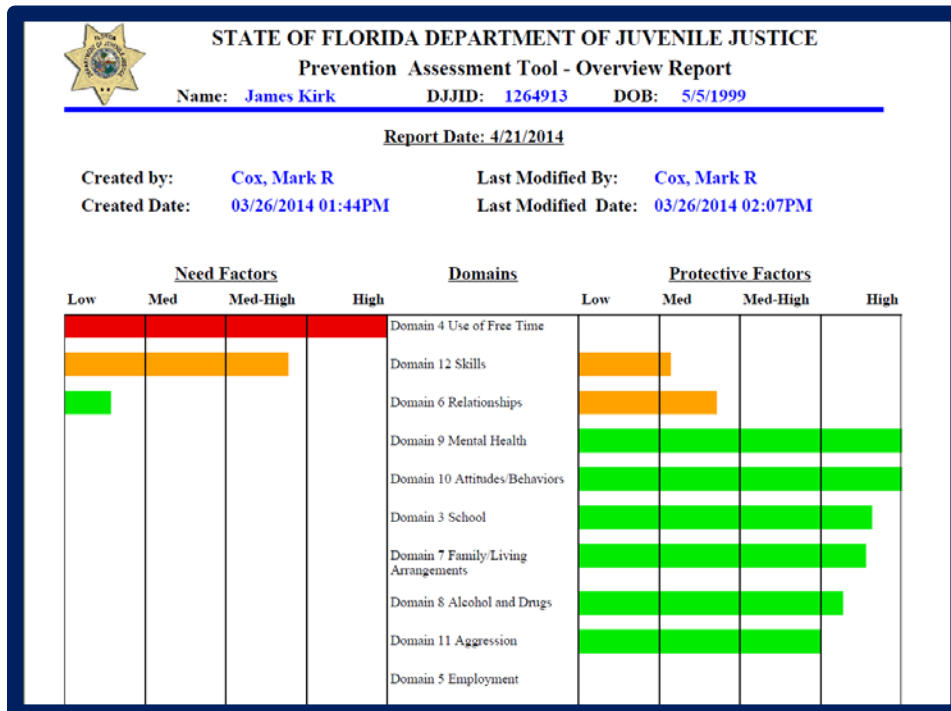 STATE OF FLORIDA DEPARTMENT OF JUVENILE JUSTICE
Prevention Assessment Tool - Overview Report
Name: James Kirk DJJID: 1264913 DOB: 5/5/1999
Report Date: 4/21/2014
Created by: Cox, Mark R Last Modified By: Cox, Mark R
Created Date: 03/26/2014 01:44PM Last Modified Date: 03/26/2014 02:07PM
Need Factors Domains Protective Factors
Low Med Med-High High Low Med Med-High High
Domain 4 Use of Free Time
Domain 12 Skills
Domain 6 Relationships
Domain 9 Mental Health
Domain 10 Attitudes/Behaviors
Domain 3 School
Domain 7 Family/Living
Arrangements
Domain 8 Alcohol and Drugs
Domain 11 Aggression
Domain 5 Employment